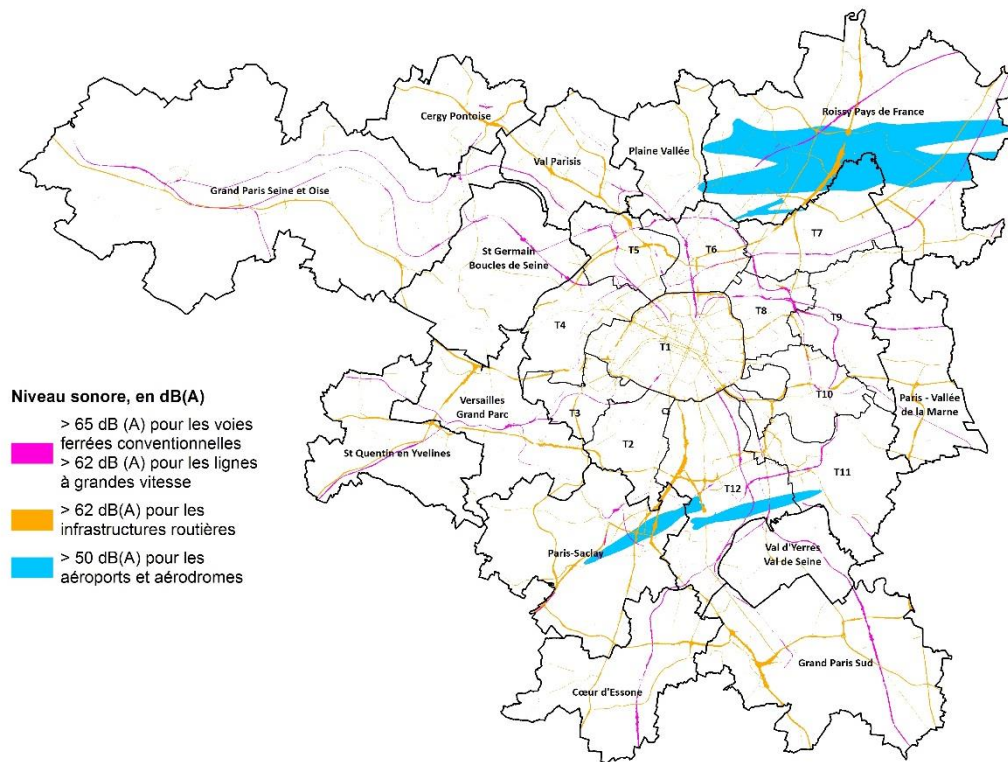 Roissy Pays de France
Cergy Pontoise
Plaine Vallée
Val Parisis
Grand Paris Seine et Oise
T7
T5
T6
St Germain
Boucles de Seine
T8
T9
T4
T1
Niveau sonore, en dB(A)
> 65 dB (A) pour les voies
ferrées conventionnelles
> 62 dB (A) pour les lignes
à grandes vitesse
> 62 dB (A) pour les
infrastructures routières
> 50 dB(A) pour les
aéroports et aérodromes
Versailles
Grand Parc
T10
Paris - Vallée
de la Marne
T3
T2
St Quentin en Yvelines
T11
T12
Paris-Saclay
Val d'Yerres
Val de Seine
Grand Paris Sud
Cœur d'Essone